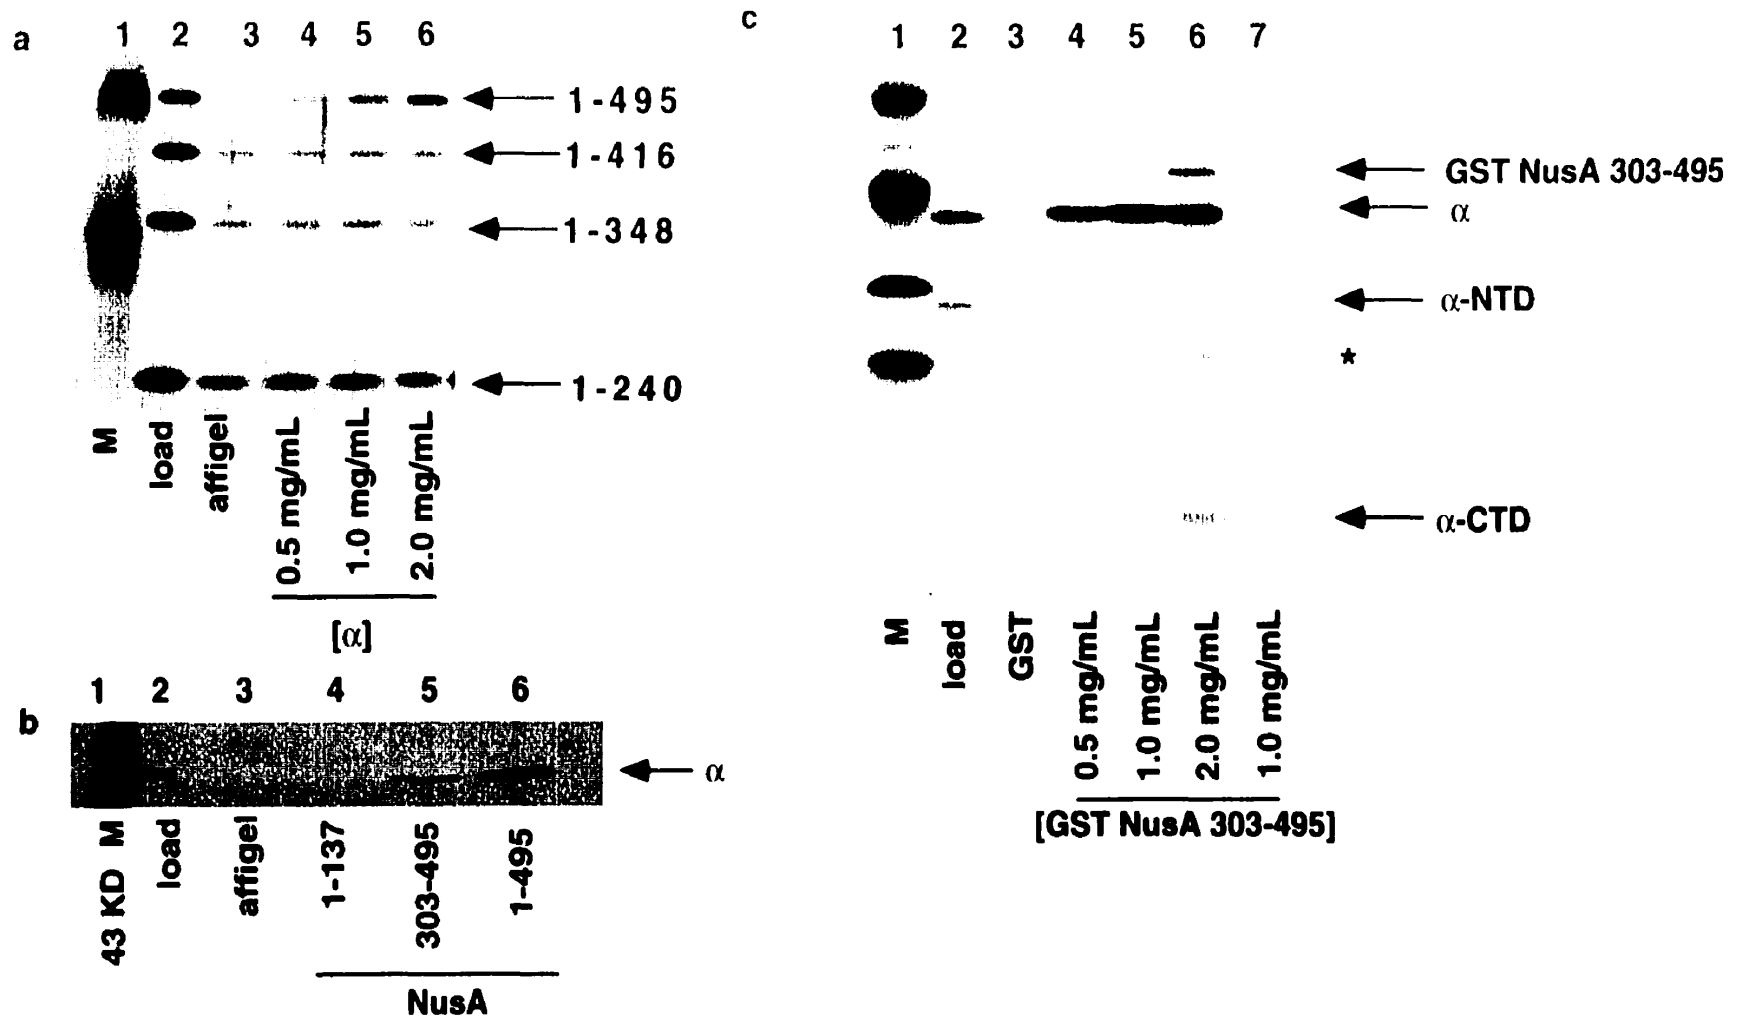 a
1 2 3 4 5 6
1-495
1-416
1-348
1-240
M
load
affigel
0.5 mg/mL
1.0 mg/mL
2.0 mg/mL
[α]
b
1 2 3 4 5 6
α
43 KD M
load
affigel
1-137
303-495
1-495
NusA
c
1 2 3 4 5 6 7
GST NusA 303-495
α
α-NTD
*
α-CTD
M
load
GST
0.5 mg/mL
1.0 mg/mL
2.0 mg/mL
1.0 mg/mL
[GST NusA 303-495]